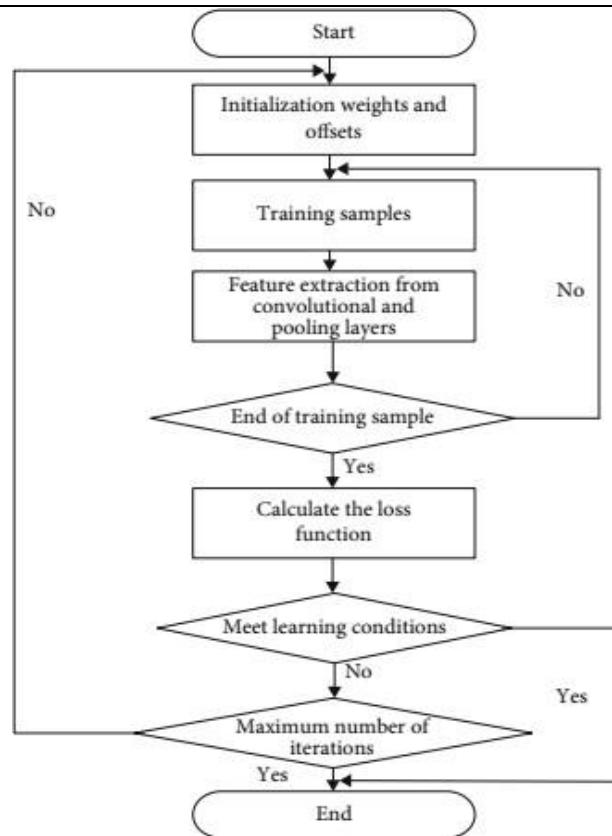 Start
Initialization weights and
offsets
No
Training samples
Feature extraction from
convolutional and
pooling layers
No
End of training sample
Yes
Calculate the loss
function
Meet learning conditions
No
Yes
Maximum number of
iterations
Yes
End